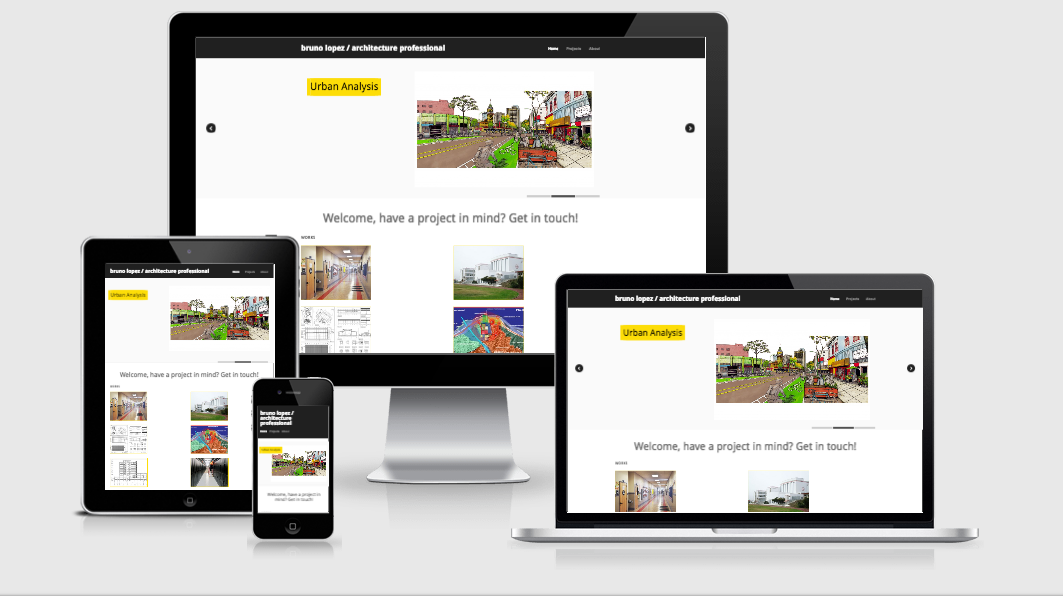 bruno lopez / architecture professional
Home Projects About
Urban Analysis
Welcome, have a project in mind? Get in touch!
WORKS
bruno lopez / architecture professional
Home Projects About
Urban Analysis
Welcome, have a project in mind? Get in touch!
WORKS
bruno lopez /
architecture
professional
Home Projects About
Urban Analysis
Welcome, have a project in
mind? Get in touch!
bruno lopez / architecture professional
Home Projects About
Urban Analysis
Welcome, have a project in mind? Get in touch!
WORKS